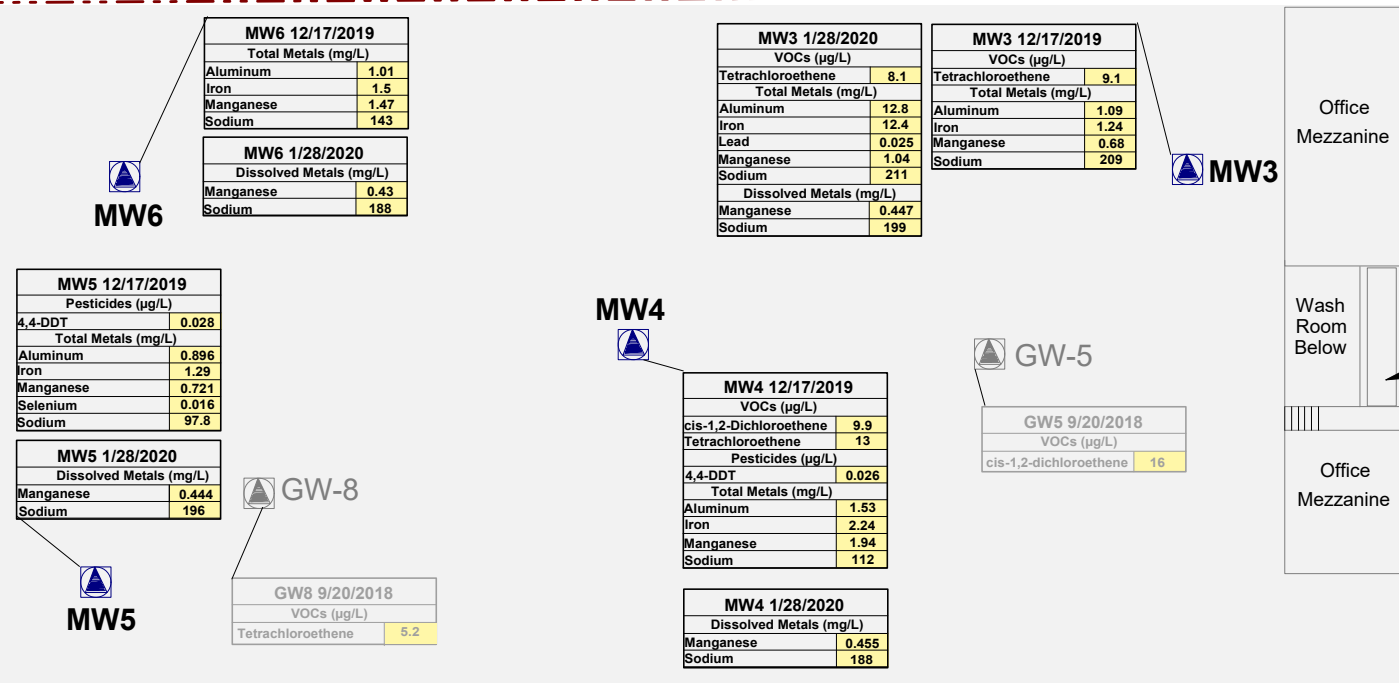 MW6 12/17/2019
Total Metals (mg/L)
Aluminum 1.01
Iron 1.5
Manganese 1.47
Sodium 143
MW6 1/28/2020
Dissolved Metals (mg/L)
Manganese 0.43
Sodium 188
MW6
MW3 1/28/2020
VOCs (µg/L)
Tetrachloroethene 8.1
Total Metals (mg/L)
Aluminum 12.8
Iron 12.4
Lead 0.025
Manganese 1.04
Sodium 211
Dissolved Metals (mg/L)
Manganese 0.447
Sodium 199
MW3 12/17/2019
VOCs (µg/L)
Tetrachloroethene 9.1
Total Metals (mg/L)
Aluminum 1.09
Iron 1.24
Manganese 0.68
Sodium 209
MW3
Office
Mezzanine
MW5 12/17/2019
Pesticides (µg/L)
4,4-DDT 0.028
Total Metals (mg/L)
Aluminum 0.896
Iron 1.29
Manganese 0.721
Selenium 0.016
Sodium 97.8
MW5 1/28/2020
Dissolved Metals (mg/L)
Manganese 0.444
Sodium 196
MW5
GW-8
GW8 9/20/2018
VOCs (µg/L)
Tetrachloroethene 5.2
MW4
MW4 12/17/2019
VOCs (µg/L)
cis-1,2-Dichloroethene 9.9
Tetrachloroethene 13
Pesticides (µg/L)
4,4-DDT 0.026
Total Metals (mg/L)
Aluminum 1.53
Iron 2.24
Manganese 1.94
Sodium 112
MW4 1/28/2020
Dissolved Metals (mg/L)
Manganese 0.455
Sodium 188
GW-5
GW5 9/20/2018
VOCs (µg/L)
cis-1,2-dichloroethene 16
Wash
Room
Below
Office
Mezzanine